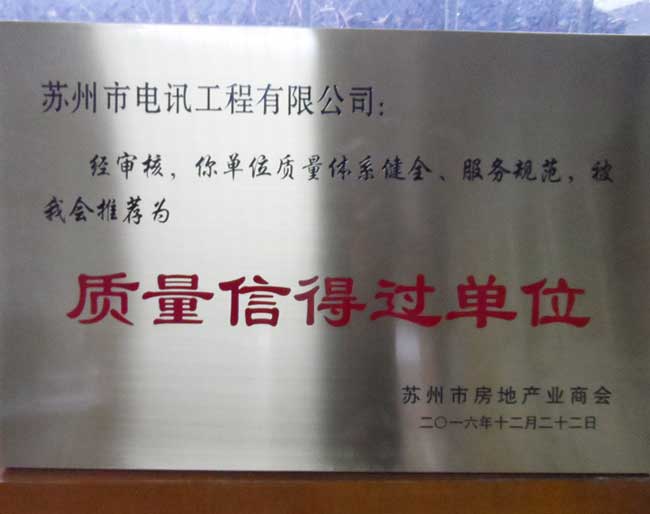 苏州市电讯工程有限公司：
经审核，你单位质量体系健全、服务规范，被
我会推荐为
质量信得过单位
苏州市房地产业商会
二〇一六年十二月二十二日